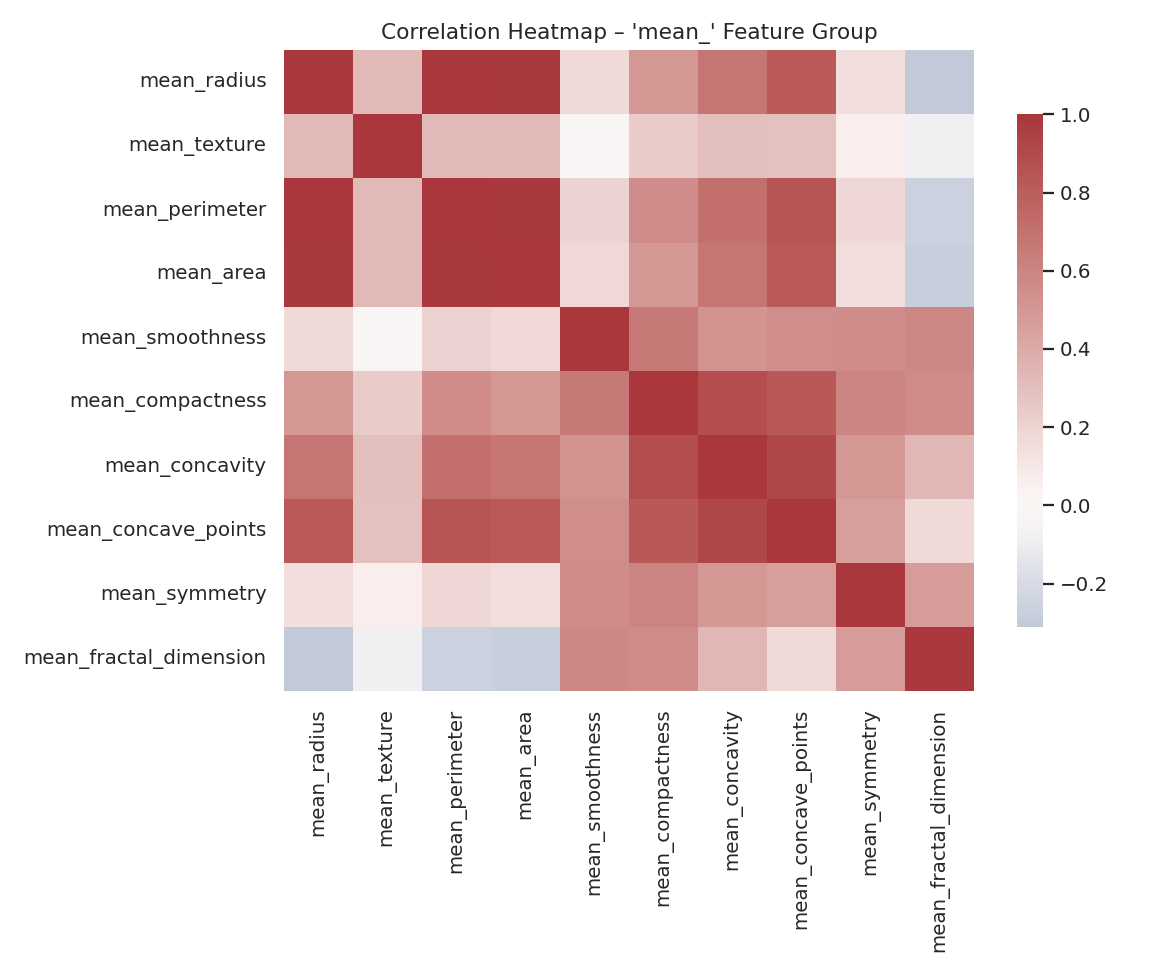 Correlation Heatmap – 'mean_' Feature Group
mean_radius
mean_texture
mean_perimeter
mean_area
mean_smoothness
mean_compactness
mean_concavity
mean_concave_points
mean_symmetry
mean_fractal_dimension
mean_radius
mean_texture
mean_perimeter
mean_area
mean_smoothness
mean_compactness
mean_concavity
mean_concave_points
mean_symmetry
mean_fractal_dimension
1.0
0.8
0.6
0.4
0.2
0.0
−0.2